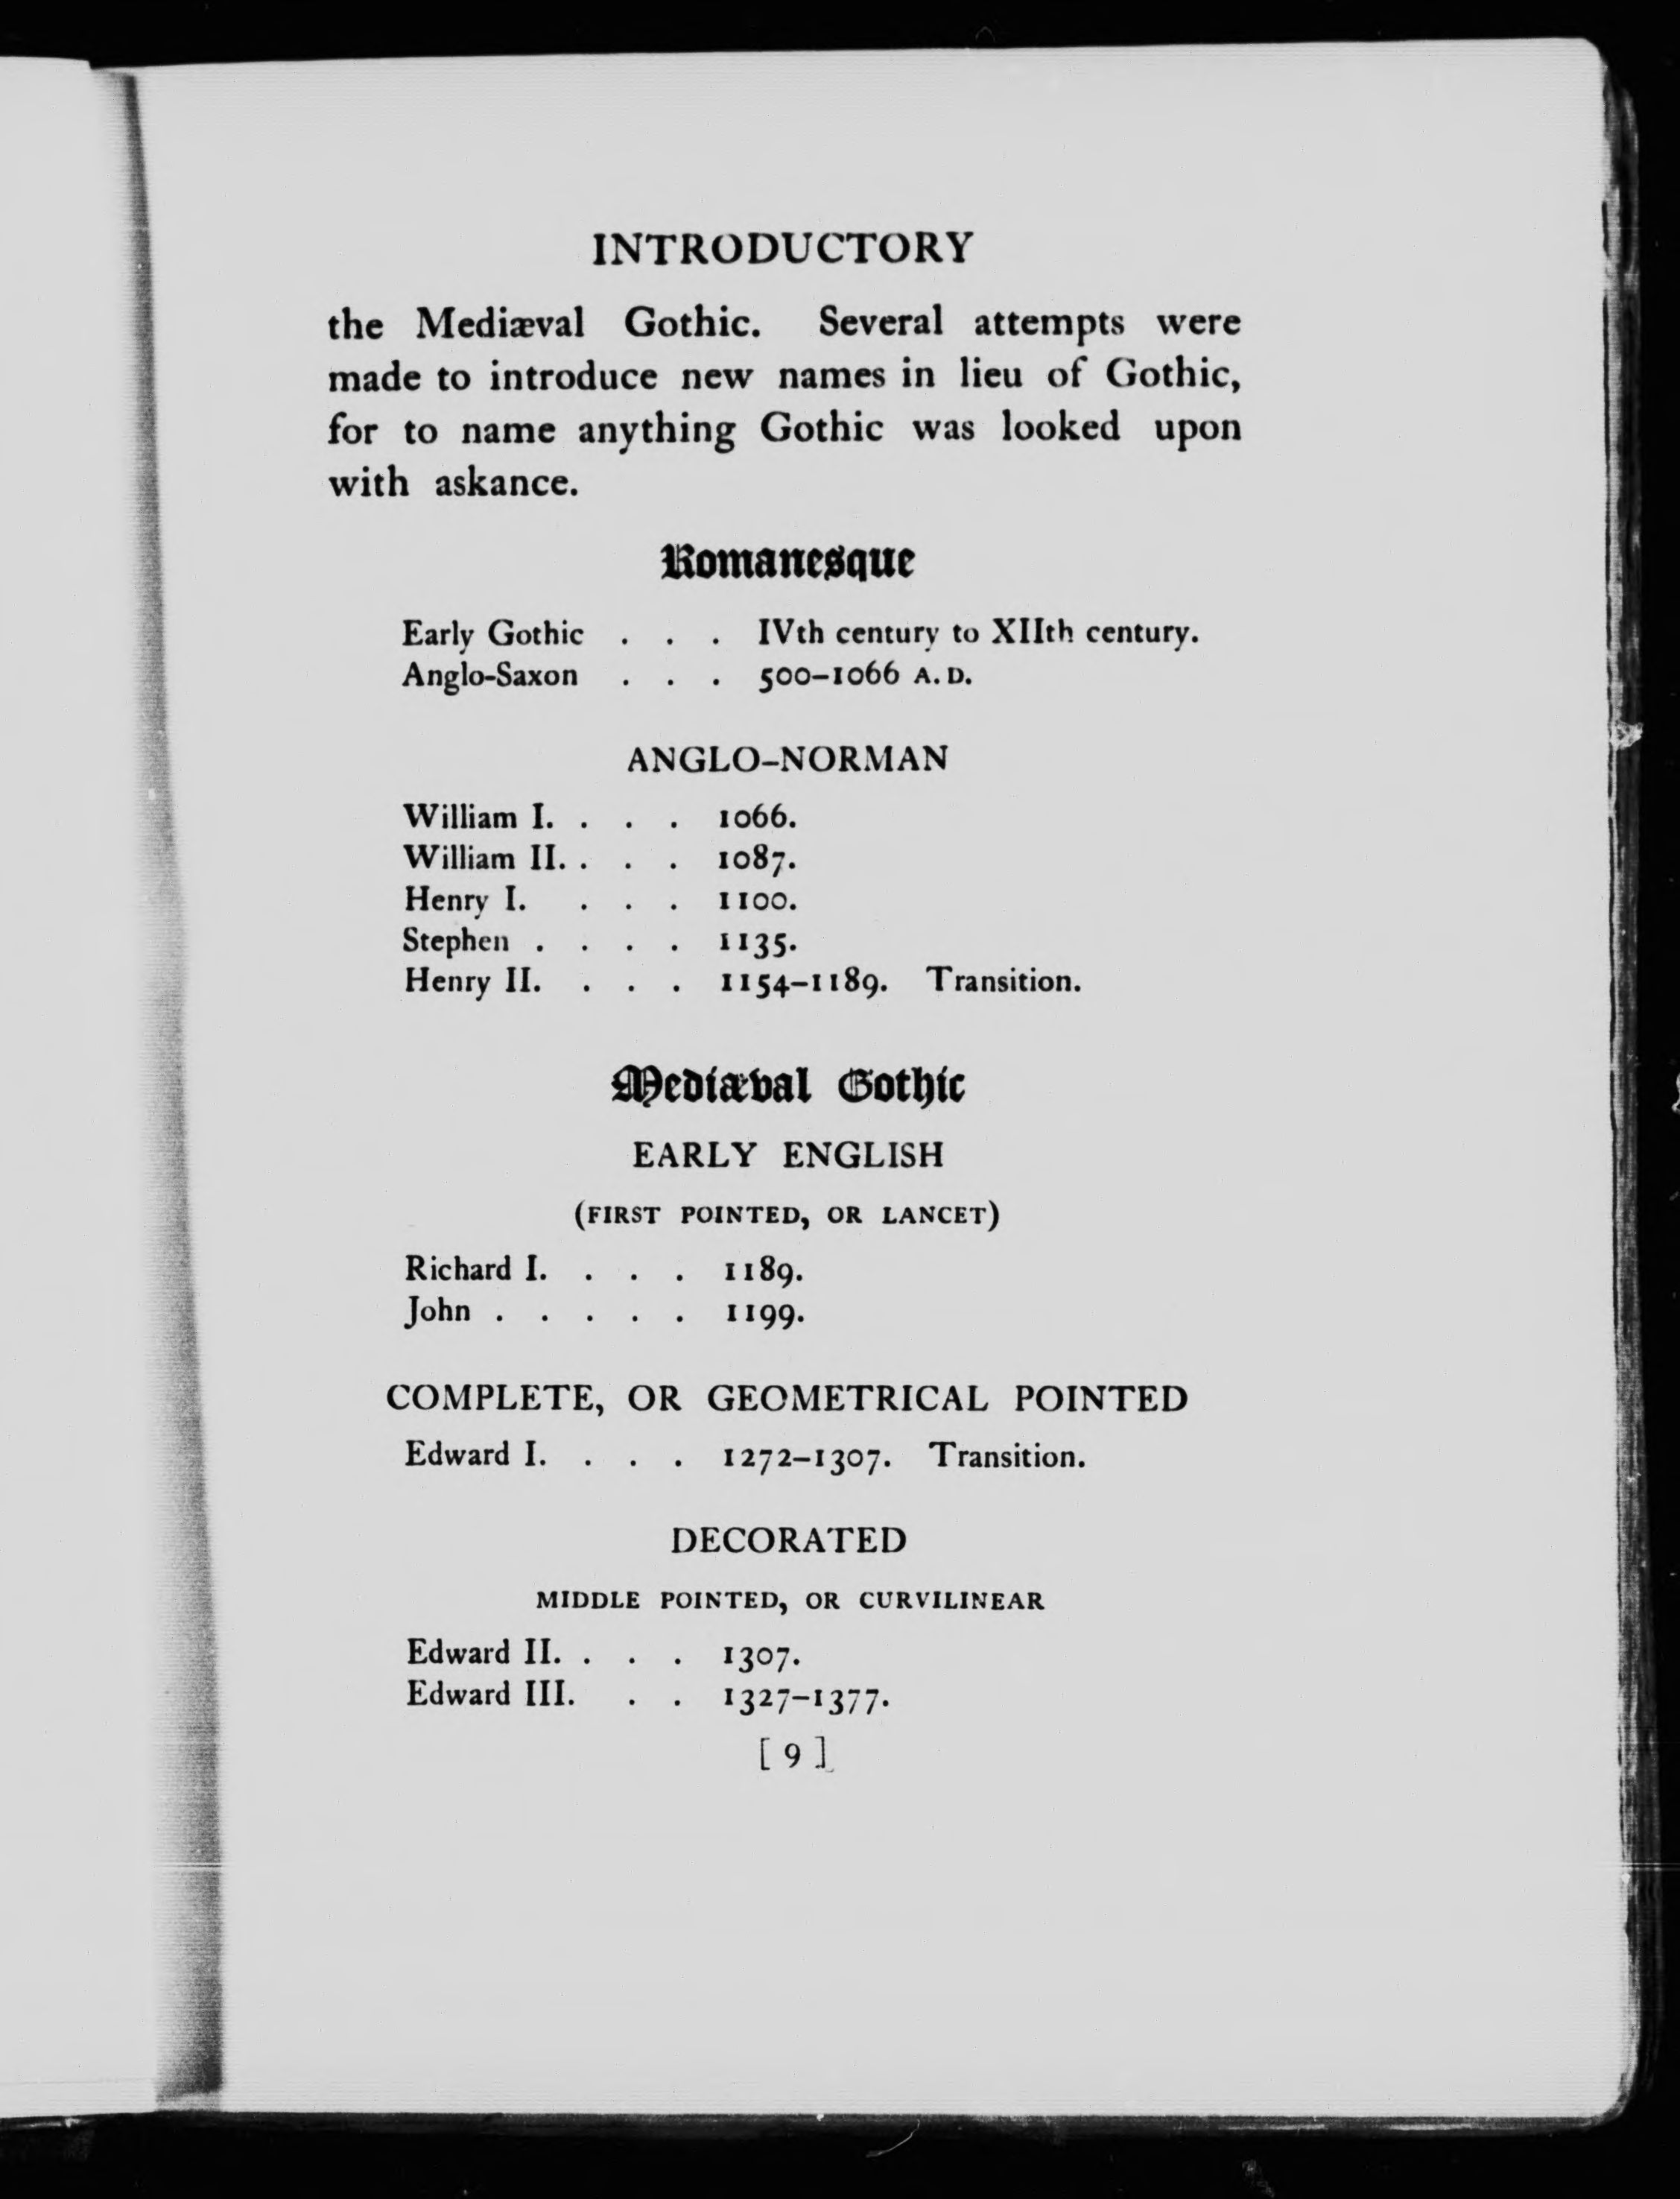 INTRODUCTORY
the Mediæval Gothic. Several attempts were
made to introduce new names in lieu of Gothic,
for to name anything Gothic was looked upon
with askance.
Romanesque
Early Gothic . . . IVth century to XIIth century.
Anglo-Saxon . . . 500–1066 A.D.
ANGLO–NORMAN
William I. . . . 1066.
William II. . . . 1087.
Henry I. . . . 1100.
Stephen . . . . 1135.
Henry II. . . . 1154–1189. Transition.
Mediæval Gothic
EARLY ENGLISH
(FIRST POINTED, OR LANCET)
Richard I. . . . 1189.
John . . . . . 1199.
COMPLETE, OR GEOMETRICAL POINTED
Edward I. . . . 1272–1307. Transition.
DECORATED
MIDDLE POINTED, OR CURVILINEAR
Edward II. . . . 1307.
Edward III. . . 1327–1377.
[ 9 ]